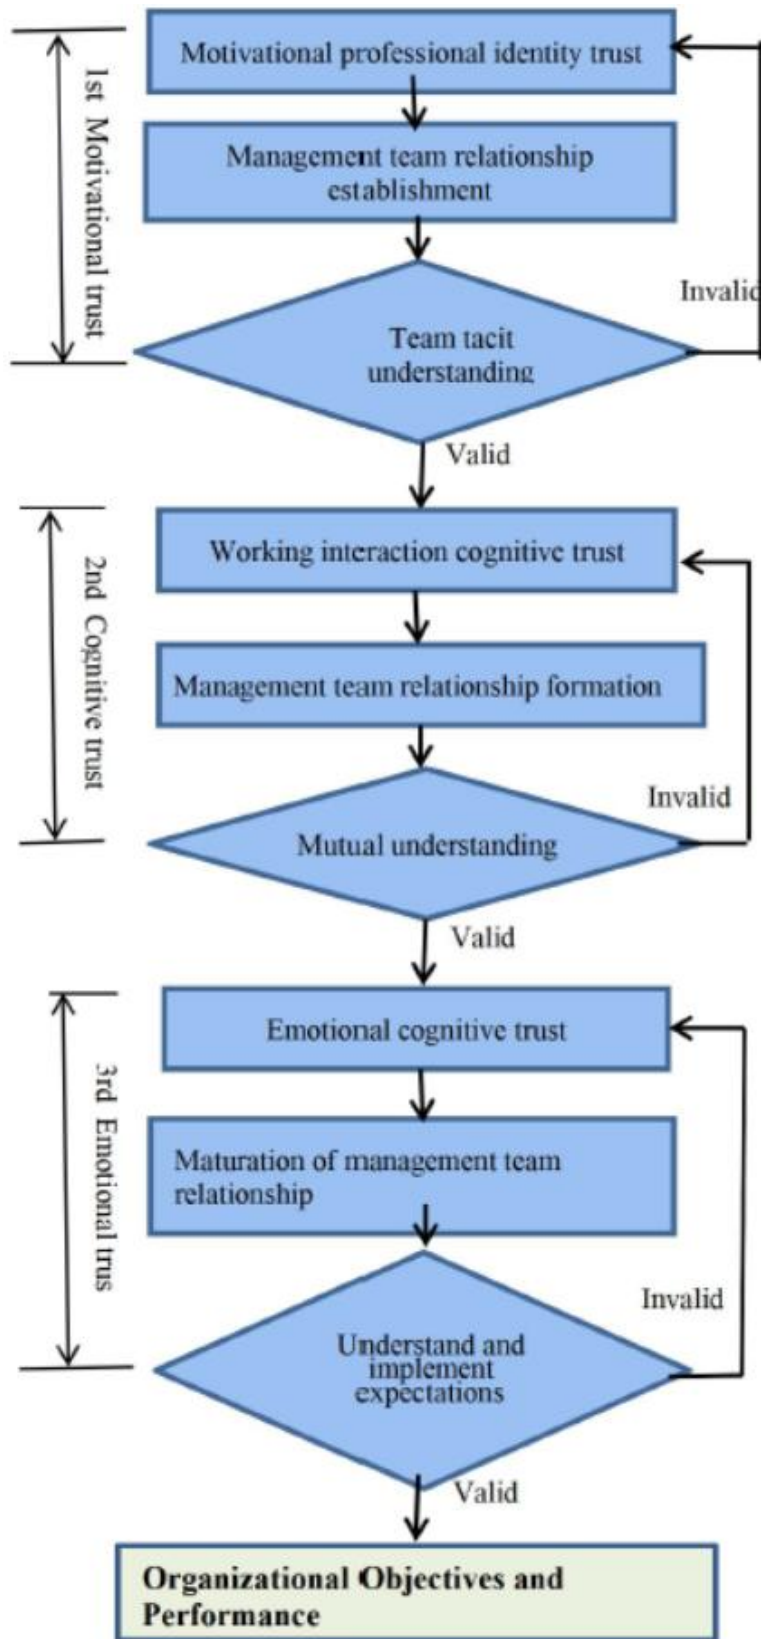 Motivational professional identity trust
Management team relationship
establishment
1st Motivational trust
Invalid
Team tacit
understanding
Valid
Working interaction cognitive trust
2nd Cognitive trust
Management team relationship formation
Invalid
Mutual understanding
Valid
Emotional cognitive trust
3rd Emotional trus
Maturation of management team
relationship
Invalid
Understand and
implement
expectations
Valid
Organizational Objectives and
Performance